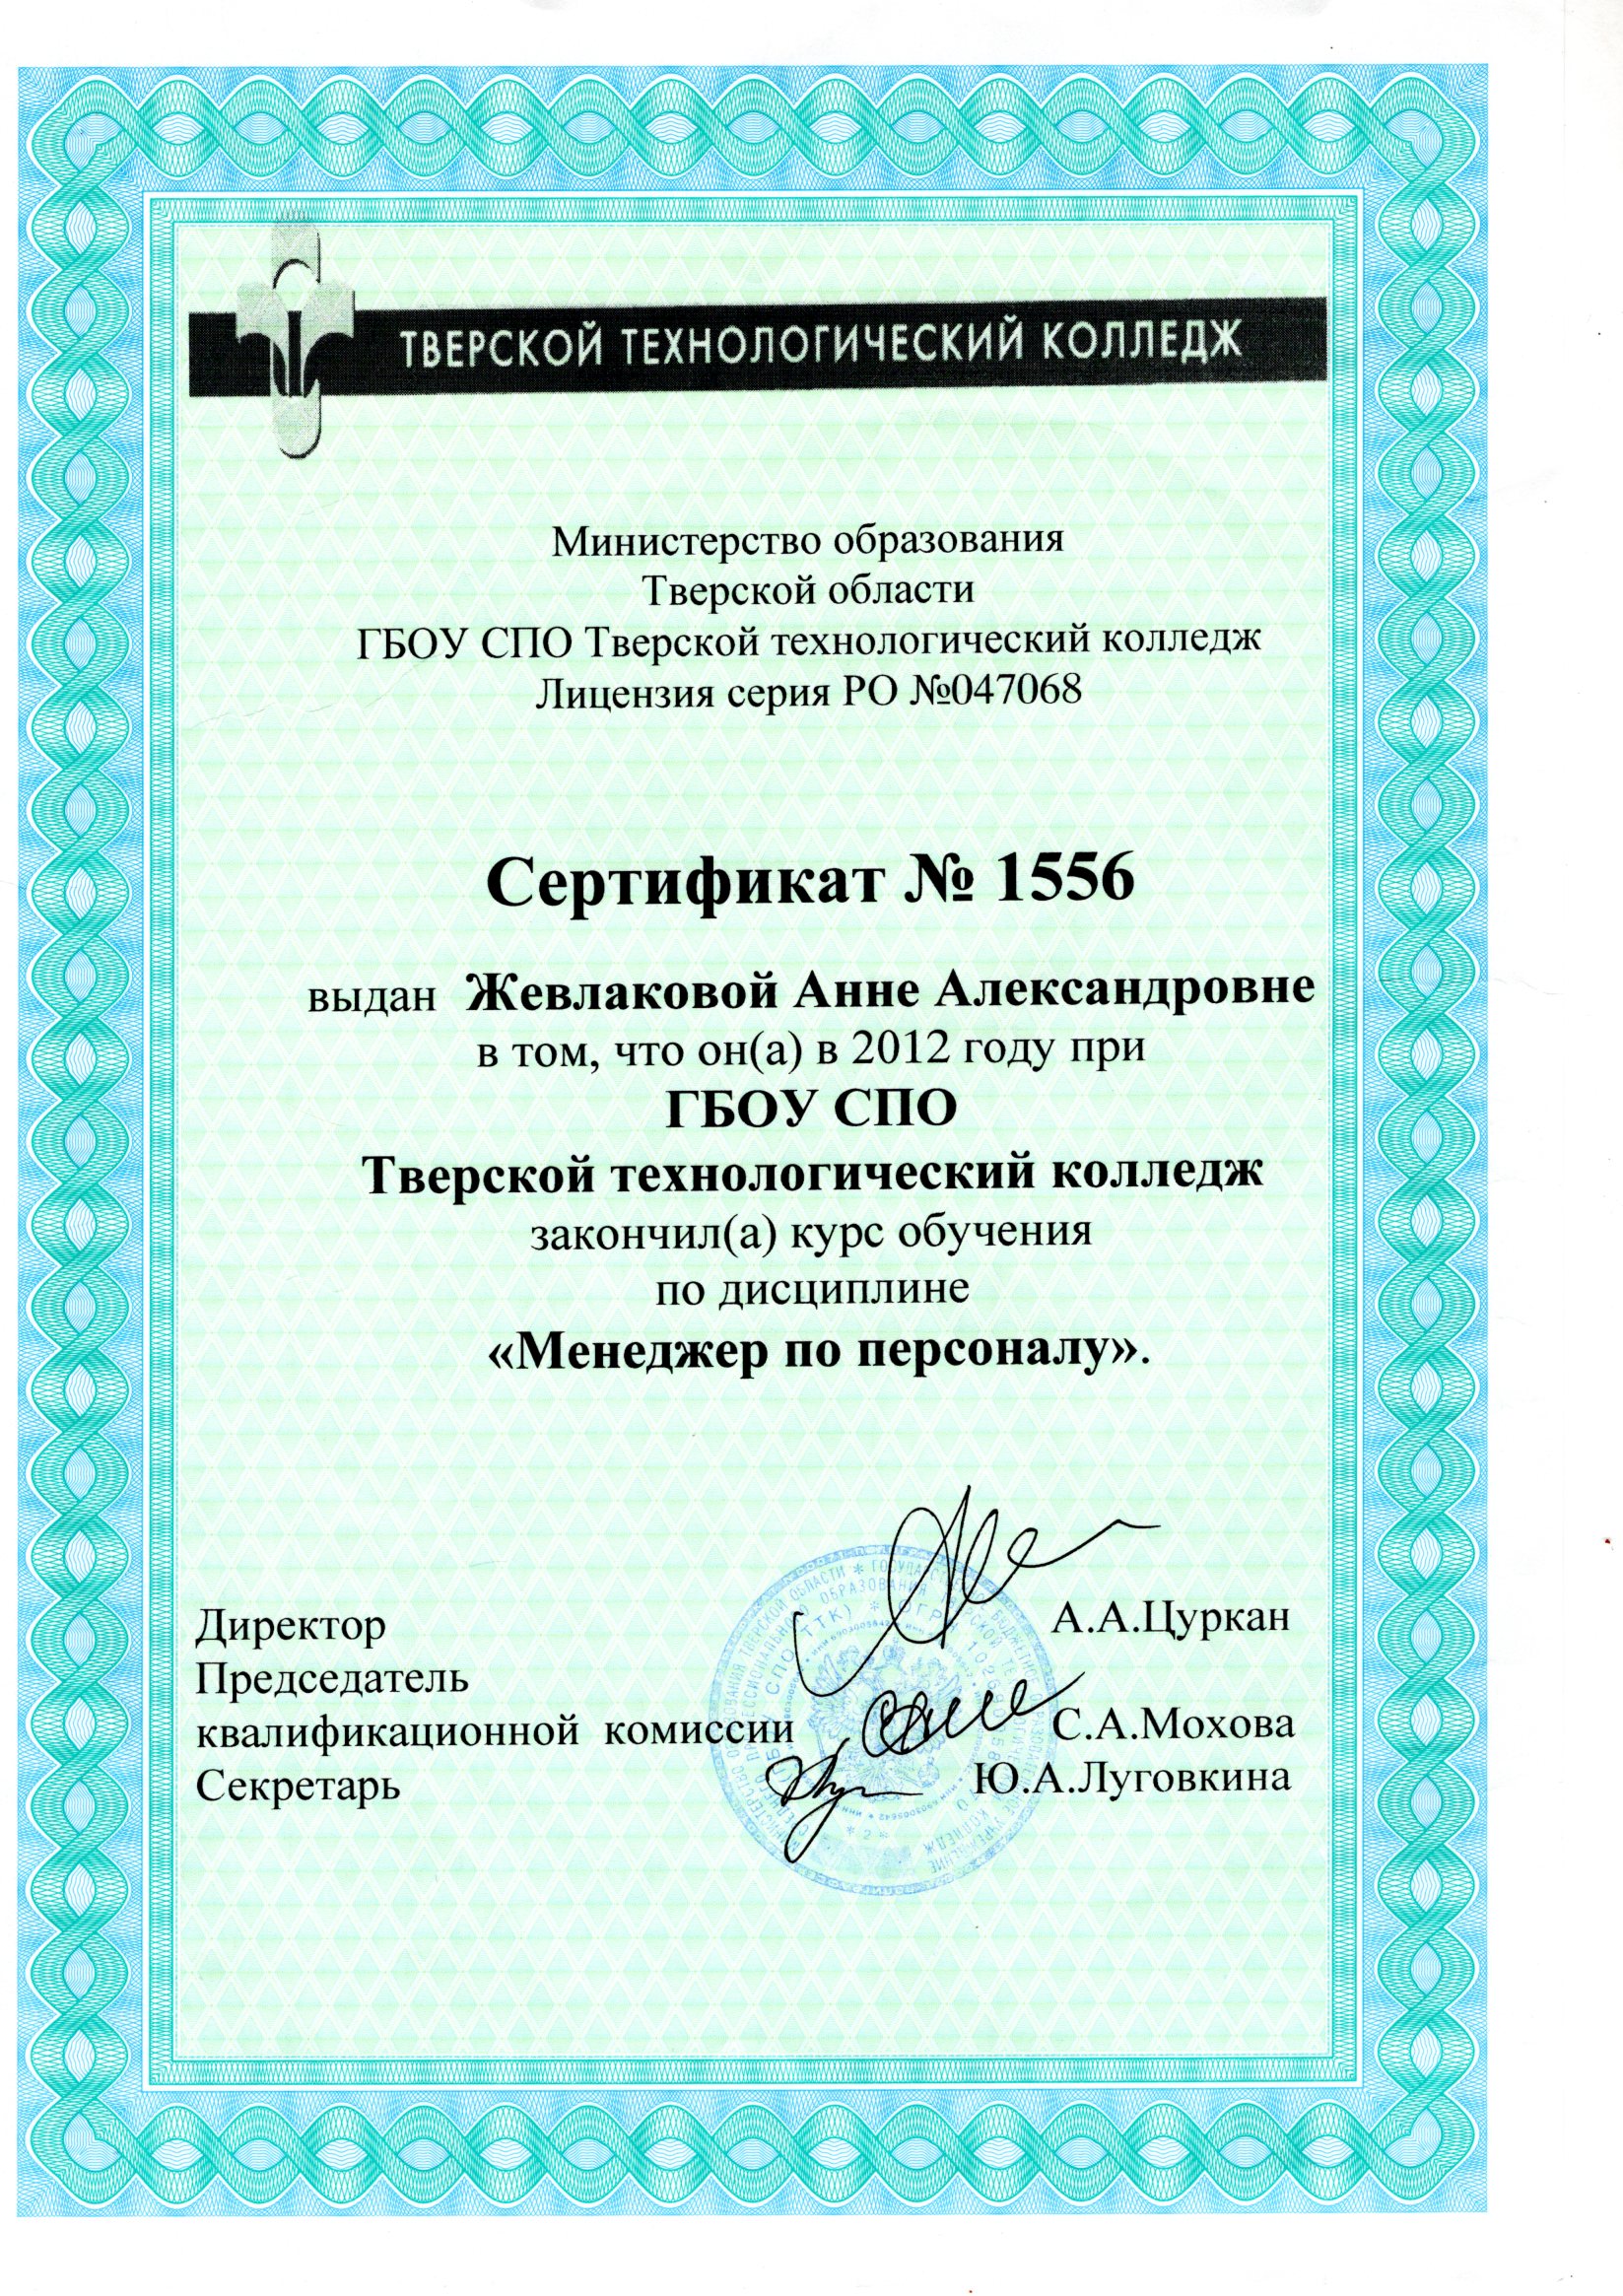 ТВЕРСКОЙ ТЕХНОЛОГИЧЕСКИЙ КОЛЛЕДЖ
Министерство образования
Тверской области
ГБОУ СПО Тверской технологический колледж
Лицензия серия РО №047068
Сертификат № 1556
выдан Жевлаковой Анне Александровне
в том, что он(а) в 2012 году при
ГБОУ СПО
Тверской технологический колледж
закончил(а) курс обучения
по дисциплине
«Менеджер по персоналу».
Директор А.А.Цуркан
Председатель
квалификационной комиссии С.А.Мохова
Секретарь Ю.А.Луговкина